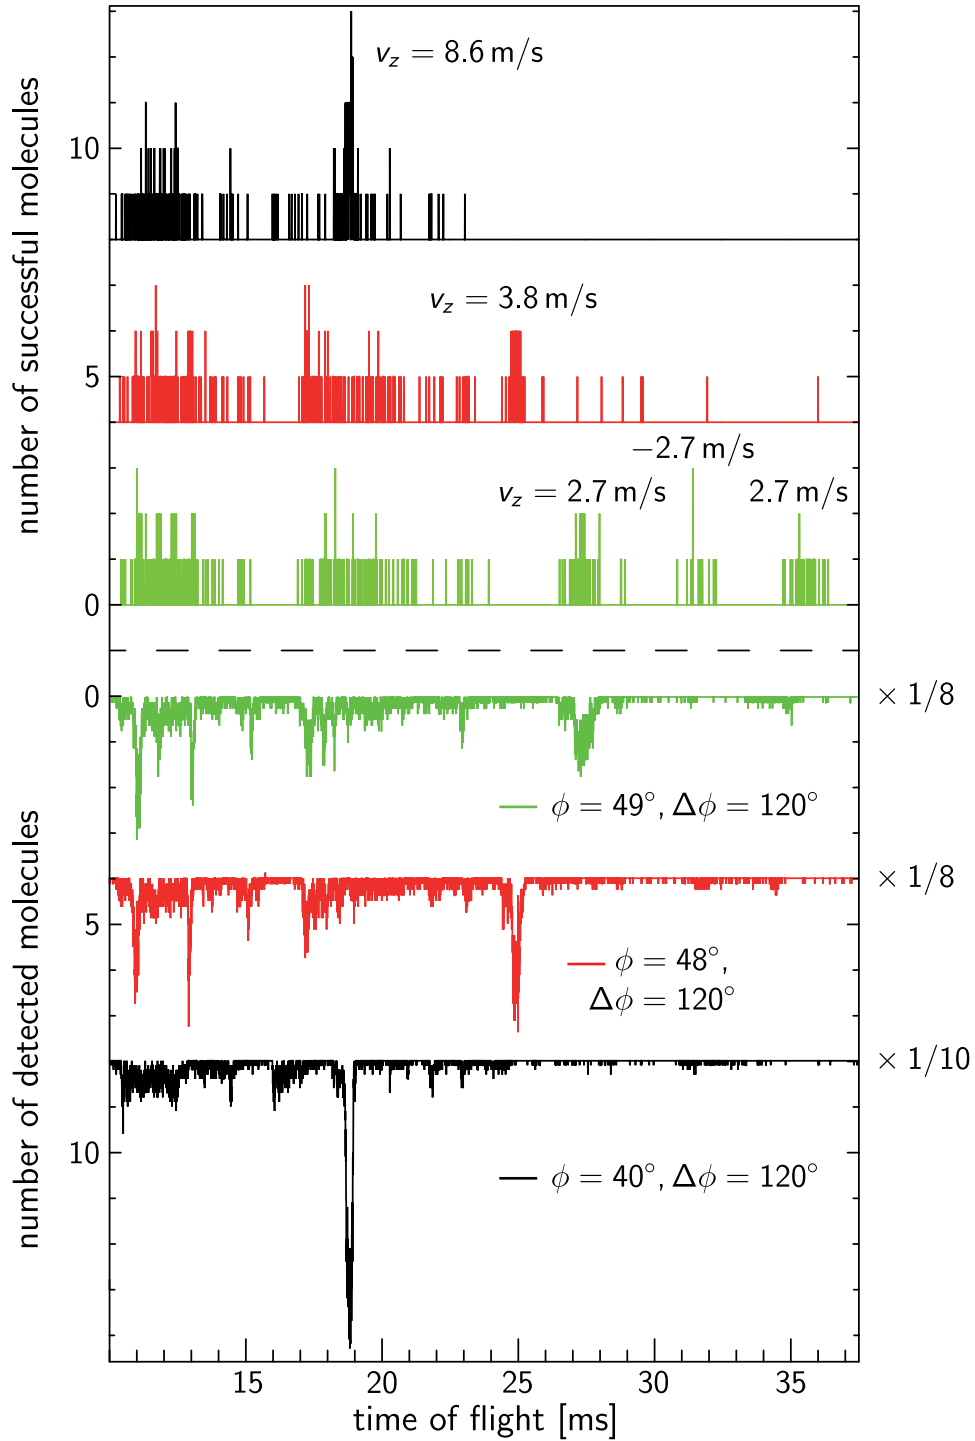 number of successful molecules
10
5
0
v_z = 8.6 m/s
v_z = 3.8 m/s
−2.7 m/s
v_z = 2.7 m/s 2.7 m/s
number of detected molecules
0
5
10
× 1/8
ϕ = 49°, Δϕ = 120°
× 1/8
ϕ = 48°,
Δϕ = 120°
× 1/10
ϕ = 40°, Δϕ = 120°
15 20 25 30 35
time of flight [ms]